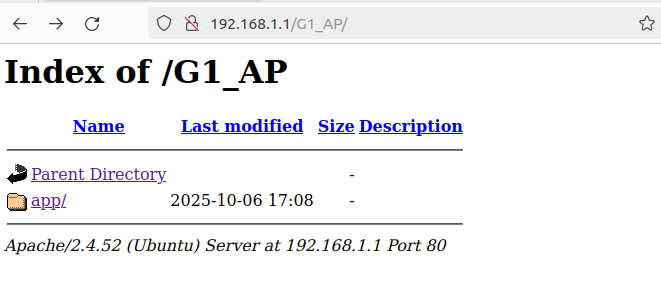 192.168.1.1/G1_AP/
Index of /G1_AP
Name Last modified Size Description
Parent Directory -
app/ 2025-10-06 17:08 -
Apache/2.4.52 (Ubuntu) Server at 192.168.1.1 Port 80